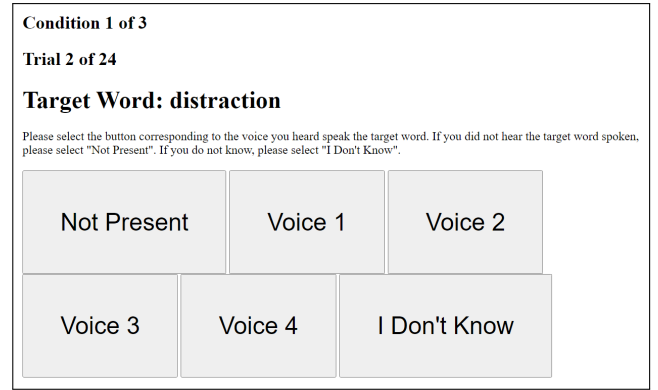 Condition 1 of 3
Trial 2 of 24
Target Word: distraction
Please select the button corresponding to the voice you heard speak the target word. If you did not hear the target word spoken,
please select "Not Present". If you do not know, please select "I Don't Know".
Not Present Voice 1 Voice 2
Voice 3 Voice 4 I Don't Know